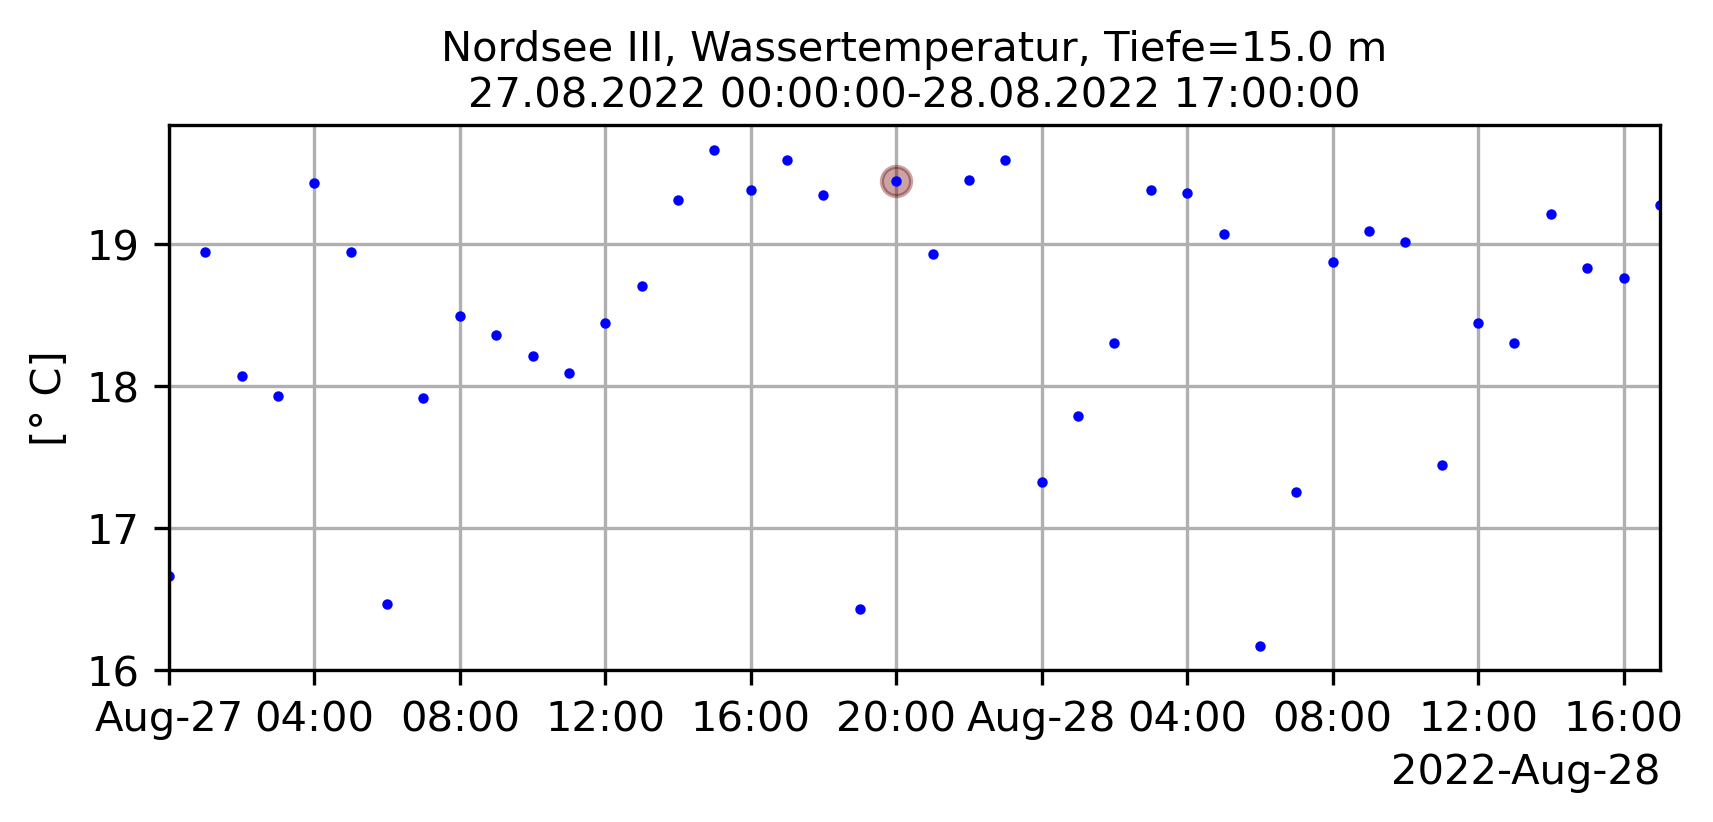 Nordsee III, Wassertemperatur, Tiefe=15.0 m
27.08.2022 00:00:00-28.08.2022 17:00:00
[° C]
19
18
17
16
Aug-27 04:00 08:00 12:00 16:00 20:00 Aug-28 04:00 08:00 12:00 16:00
2022-Aug-28